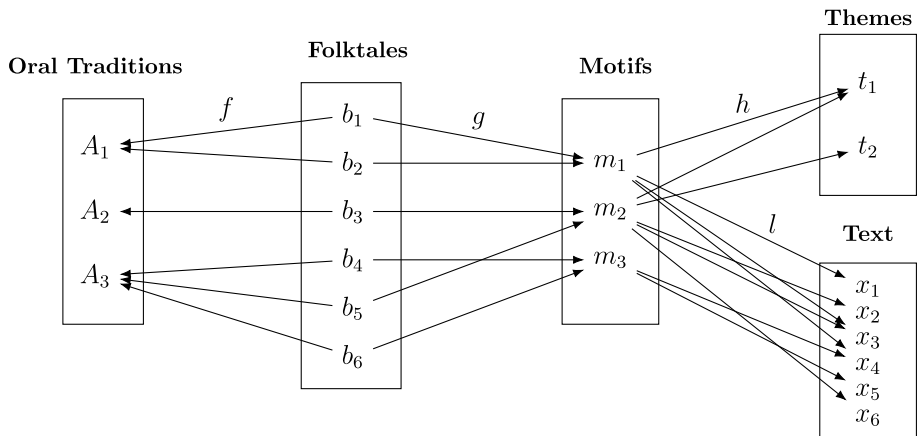 Oral Traditions
A₁
A₂
A₃
f
Folktales
b₁
b₂
b₃
b₄
b₅
b₆
g
Motifs
m₁
m₂
m₃
h
l
Themes
t₁
t₂
Text
x₁
x₂
x₃
x₄
x₅
x₆